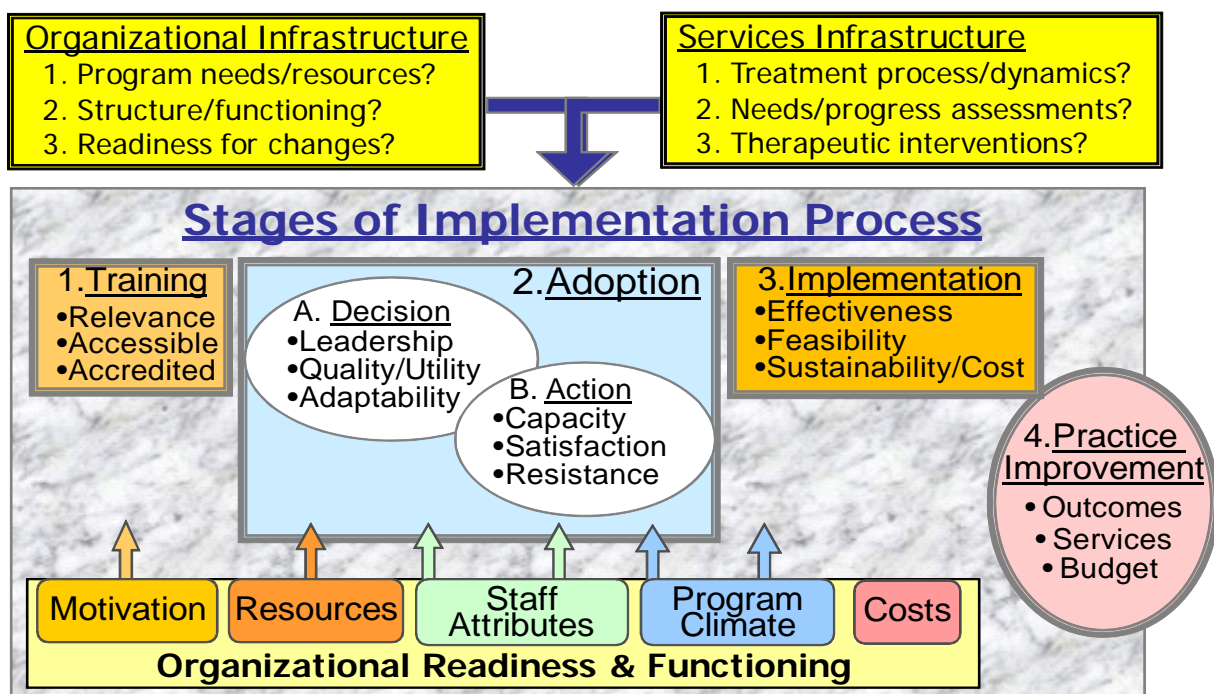 Organizational Infrastructure
1. Program needs/resources?
2. Structure/functioning?
3. Readiness for changes?
Services Infrastructure
1. Treatment process/dynamics?
2. Needs/progress assessments?
3. Therapeutic interventions?
Stages of Implementation Process
1.Training
•Relevance
•Accessible
•Accredited
2.Adoption
A. Decision
•Leadership
•Quality/Utility
•Adaptability
B. Action
•Capacity
•Satisfaction
•Resistance
3.Implementation
•Effectiveness
•Feasibility
•Sustainability/Cost
4.Practice
Improvement
• Outcomes
• Services
• Budget
Motivation
Resources
Staff
Attributes
Program
Climate
Costs
Organizational Readiness & Functioning